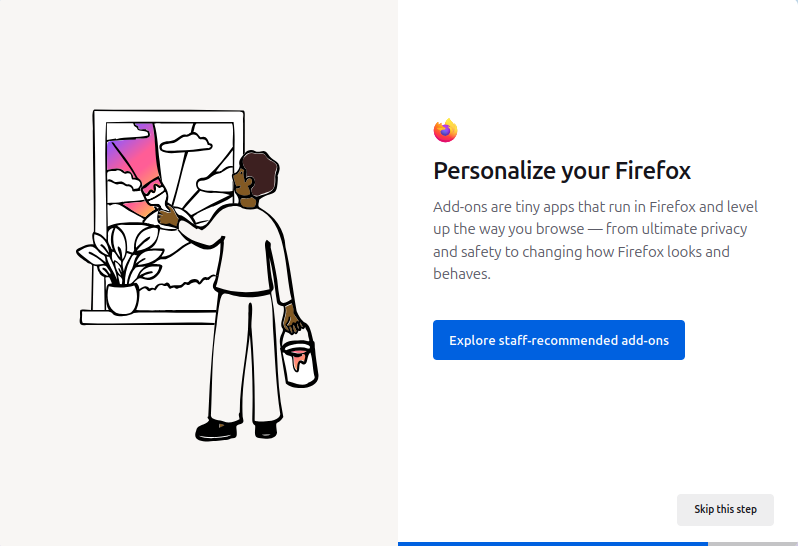 Personalize your Firefox
Add-ons are tiny apps that run in Firefox and level
up the way you browse — from ultimate privacy
and safety to changing how Firefox looks and
behaves.
Explore staff-recommended add-ons
Skip this step